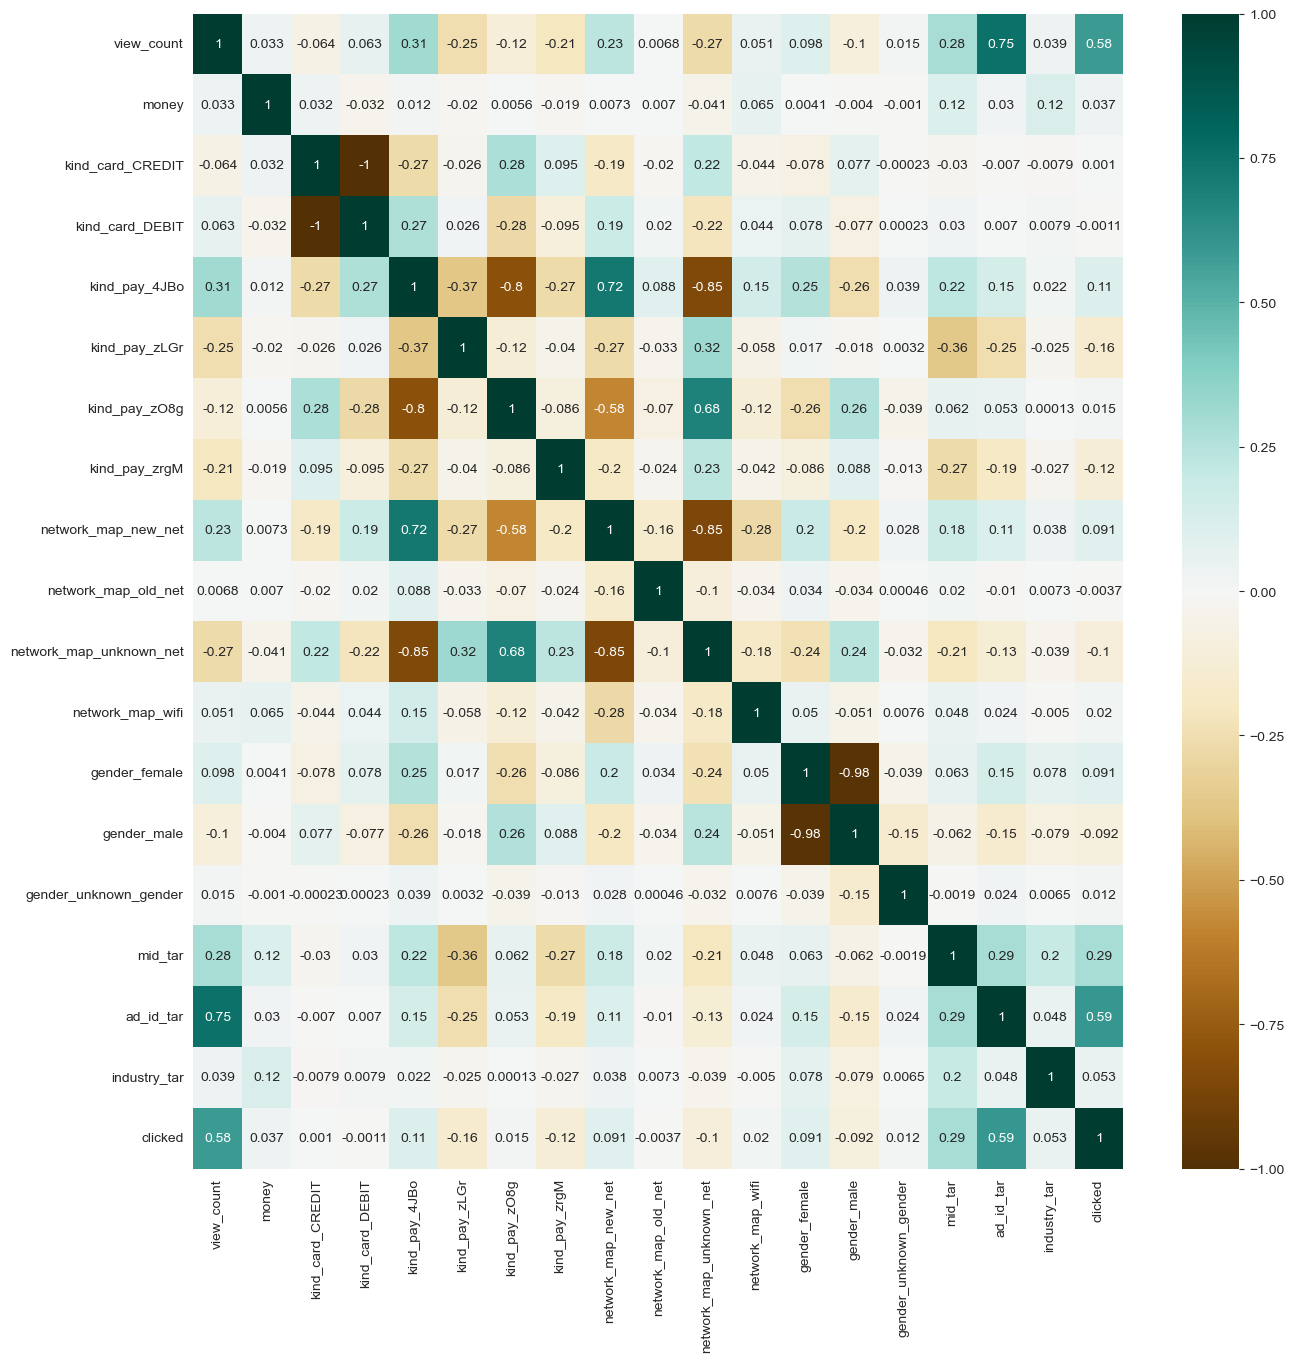 view_count 1 0.033 -0.064 0.063 0.31 -0.25 -0.12 -0.21 0.23 0.0068 -0.27 0.051 0.098 -0.1 0.015 0.28 0.75 0.039 0.58
money 0.033 1 0.032 -0.032 0.012 -0.02 0.0056 -0.019 0.0073 0.007 -0.041 0.065 0.0041 -0.004 -0.001 0.12 0.03 0.12 0.037
kind_card_CREDIT -0.064 0.032 1 -1 -0.27 -0.026 0.28 0.095 -0.19 -0.02 0.22 -0.044 -0.078 0.077 -0.00023 -0.03 -0.007 -0.0079 0.001
kind_card_DEBIT 0.063 -0.032 -1 1 0.27 0.026 -0.28 -0.095 0.19 0.02 -0.22 0.044 0.078 -0.077 0.00023 0.03 0.007 0.0079 -0.0011
kind_pay_4JBo 0.31 0.012 -0.27 0.27 1 -0.37 -0.8 -0.27 0.72 0.088 -0.85 0.15 0.25 -0.26 0.039 0.22 0.15 0.022 0.11
kind_pay_zLGr -0.25 -0.02 -0.026 0.026 -0.37 1 -0.12 -0.04 -0.27 -0.033 0.32 -0.058 0.017 -0.018 0.0032 -0.36 -0.25 -0.025 -0.16
kind_pay_zO8g -0.12 0.0056 0.28 -0.28 -0.8 -0.12 1 -0.086 -0.58 -0.07 0.68 -0.12 -0.26 0.26 -0.039 0.062 0.053 0.00013 0.015
kind_pay_zrgM -0.21 -0.019 0.095 -0.095 -0.27 -0.04 -0.086 1 -0.2 -0.024 0.23 -0.042 -0.086 0.088 -0.013 -0.27 -0.19 -0.027 -0.12
network_map_new_net 0.23 0.0073 -0.19 0.19 0.72 -0.27 -0.58 -0.2 1 -0.16 -0.85 -0.28 0.2 -0.2 0.028 0.18 0.11 0.038 0.091
network_map_old_net 0.0068 0.007 -0.02 0.02 0.088 -0.033 -0.07 -0.024 -0.16 1 -0.1 -0.034 0.034 -0.034 0.00046 0.02 -0.01 0.0073 -0.0037
network_map_unknown_net -0.27 -0.041 0.22 -0.22 -0.85 0.32 0.68 0.23 -0.85 -0.1 1 -0.18 -0.24 0.24 -0.032 -0.21 -0.13 -0.039 -0.1
network_map_wifi 0.051 0.065 -0.044 0.044 0.15 -0.058 -0.12 -0.042 -0.28 -0.034 -0.18 1 0.05 -0.051 0.0076 0.048 0.024 -0.005 0.02
gender_female 0.098 0.0041 -0.078 0.078 0.25 0.017 -0.26 -0.086 0.2 0.034 -0.24 0.05 1 -0.98 -0.039 0.063 0.15 0.078 0.091
gender_male -0.1 -0.004 0.077 -0.077 -0.26 -0.018 0.26 0.088 -0.2 -0.034 0.24 -0.051 -0.98 1 -0.15 -0.062 -0.15 -0.079 -0.092
gender_unknown_gender 0.015 -0.001 -0.00023 0.00023 0.039 0.0032 -0.039 -0.013 0.028 0.00046 -0.032 0.0076 -0.039 -0.15 1 -0.0019 0.024 0.0065 0.012
mid_tar 0.28 0.12 -0.03 0.03 0.22 -0.36 0.062 -0.27 0.18 0.02 -0.21 0.048 0.063 -0.062 -0.0019 1 0.29 0.2 0.29
ad_id_tar 0.75 0.03 -0.007 0.007 0.15 -0.25 0.053 -0.19 0.11 -0.01 -0.13 0.024 0.15 -0.15 0.024 0.29 1 0.048 0.59
industry_tar 0.039 0.12 -0.0079 0.0079 0.022 -0.025 0.00013 -0.027 0.038 0.0073 -0.039 -0.005 0.078 -0.079 0.0065 0.2 0.048 1 0.053
clicked 0.58 0.037 0.001 -0.0011 0.11 -0.16 0.015 -0.12 0.091 -0.0037 -0.1 0.02 0.091 -0.092 0.012 0.29 0.59 0.053 1
view_count
money
kind_card_CREDIT
kind_card_DEBIT
kind_pay_4JBo
kind_pay_zLGr
kind_pay_zO8g
kind_pay_zrgM
network_map_new_net
network_map_old_net
network_map_unknown_net
network_map_wifi
gender_female
gender_male
gender_unknown_gender
mid_tar
ad_id_tar
industry_tar
clicked
1.00
0.75
0.50
0.25
0.00
−0.25
−0.50
−0.75
−1.00